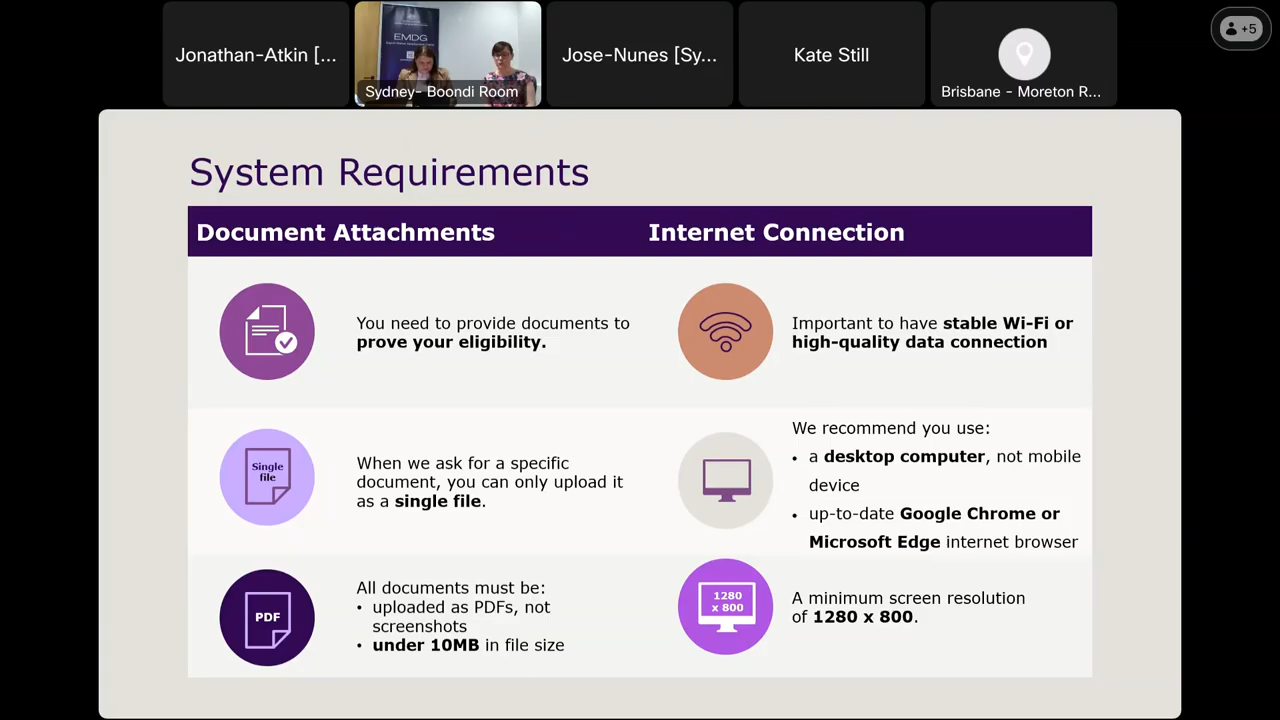 Jonathan-Atkin [...
EMDG
Sydney- Boondi Room
Jose-Nunes [Sy...
Kate Still
Brisbane - Moreton R...
+5
System Requirements
Document Attachments
Internet Connection
You need to provide documents to
prove your eligibility.
Important to have stable Wi-Fi or
high-quality data connection
Single
file
When we ask for a specific
document, you can only upload it
as a single file.
We recommend you use:
• a desktop computer, not mobile
device
• up-to-date Google Chrome or
Microsoft Edge internet browser
PDF
All documents must be:
• uploaded as PDFs, not
screenshots
• under 10MB in file size
1280
x 800
A minimum screen resolution
of 1280 x 800.